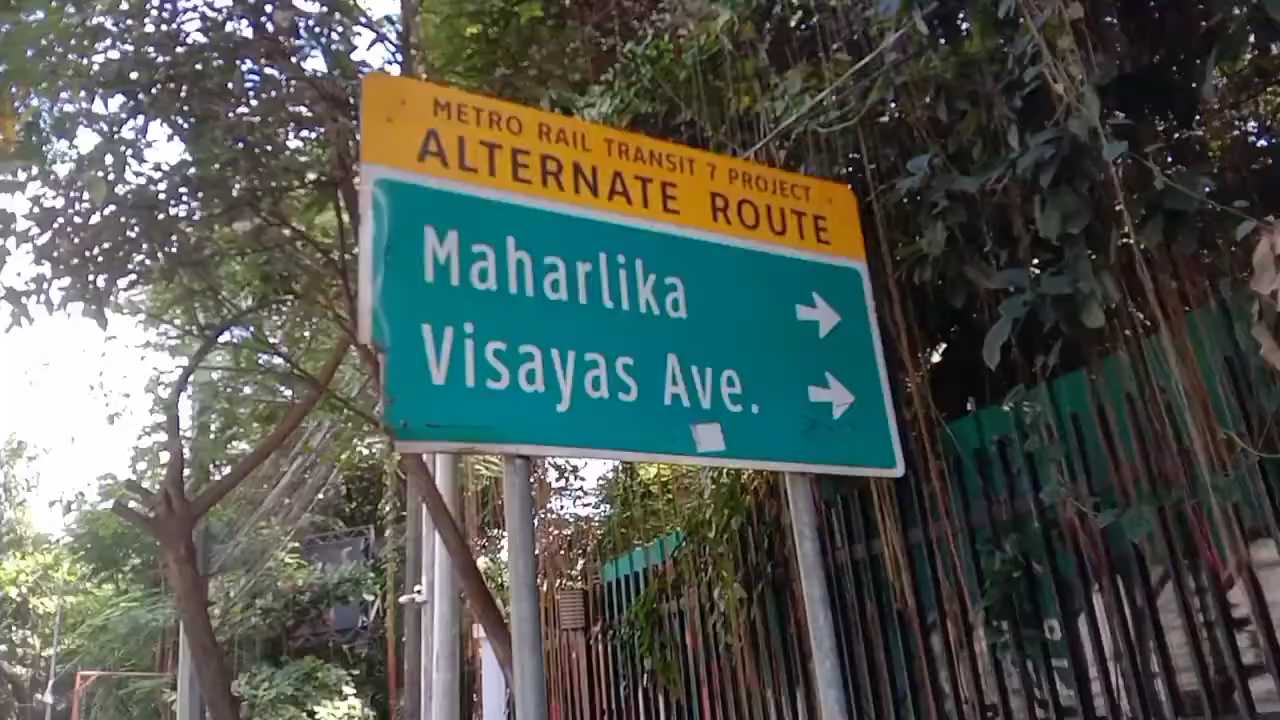 METRO RAIL TRANSIT 7 PROJECT
ALTERNATE ROUTE
Maharlika
Visayas Ave.